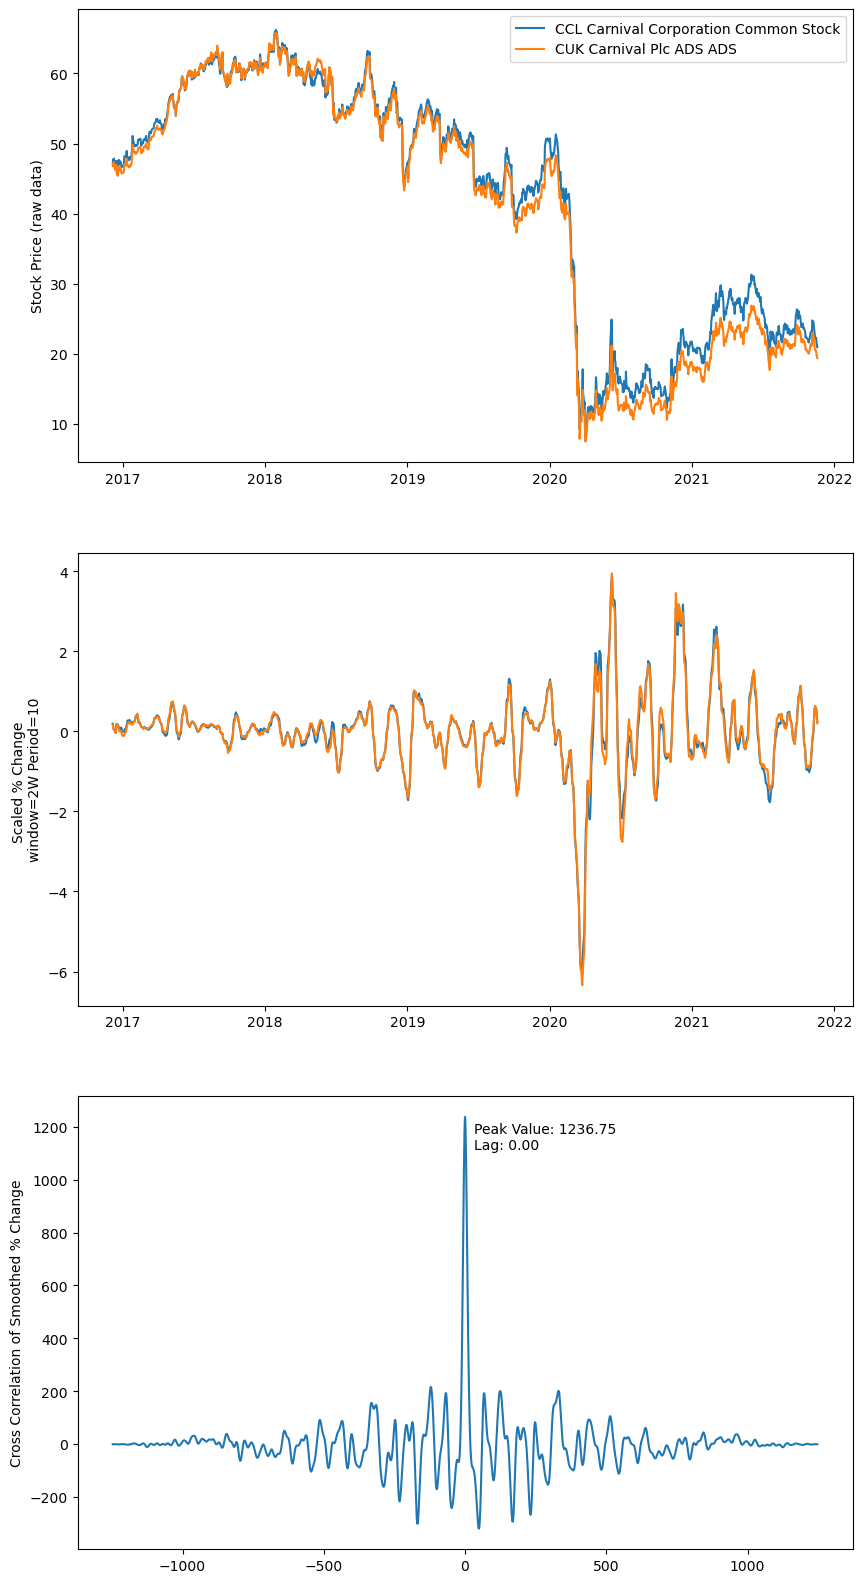 CCL Carnival Corporation Common Stock
CUK Carnival Plc ADS ADS
Stock Price (raw data)
60
50
40
30
20
10
2017 2018 2019 2020 2021 2022
Scaled % Change
window=2W Period=10
4
2
0
−2
−4
−6
2017 2018 2019 2020 2021 2022
Cross Correlation of Smoothed % Change
Peak Value: 1236.75
Lag: 0.00
1200
1000
800
600
400
200
0
−200
−1000 −500 0 500 1000